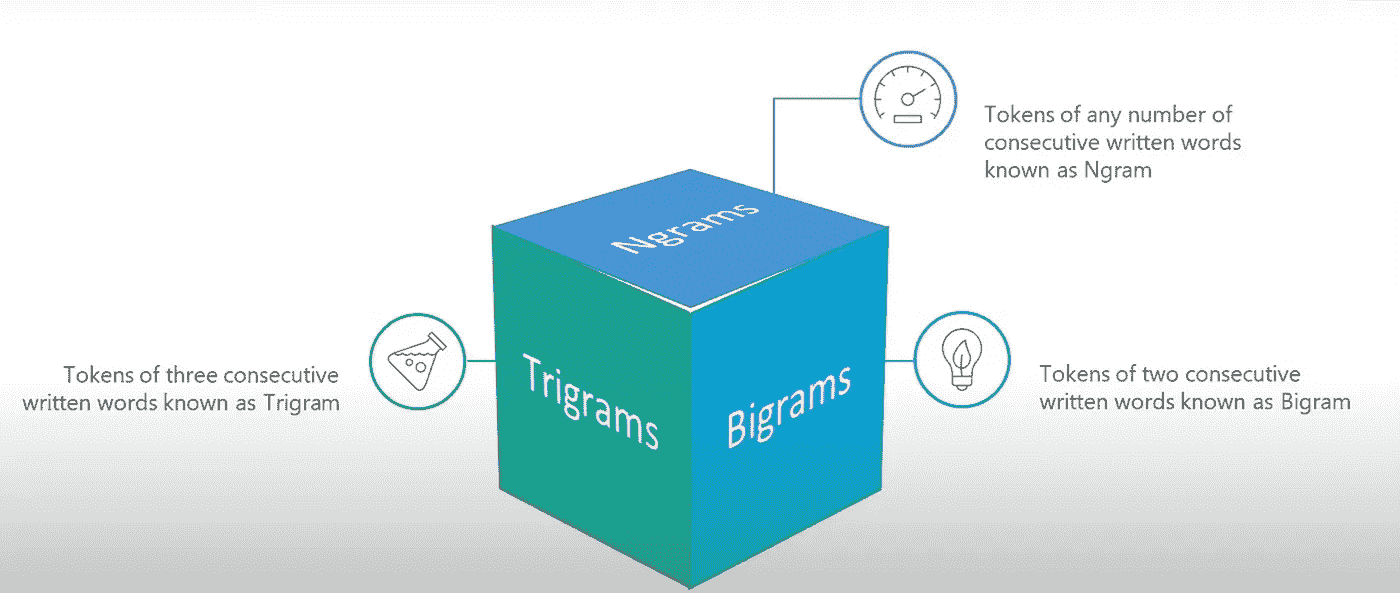 Tokens of any number of
consecutive written words
known as Ngram
Ngrams
Trigrams
Bigrams
Tokens of three consecutive
written words known as Trigram
Tokens of two consecutive
written words known as Bigram